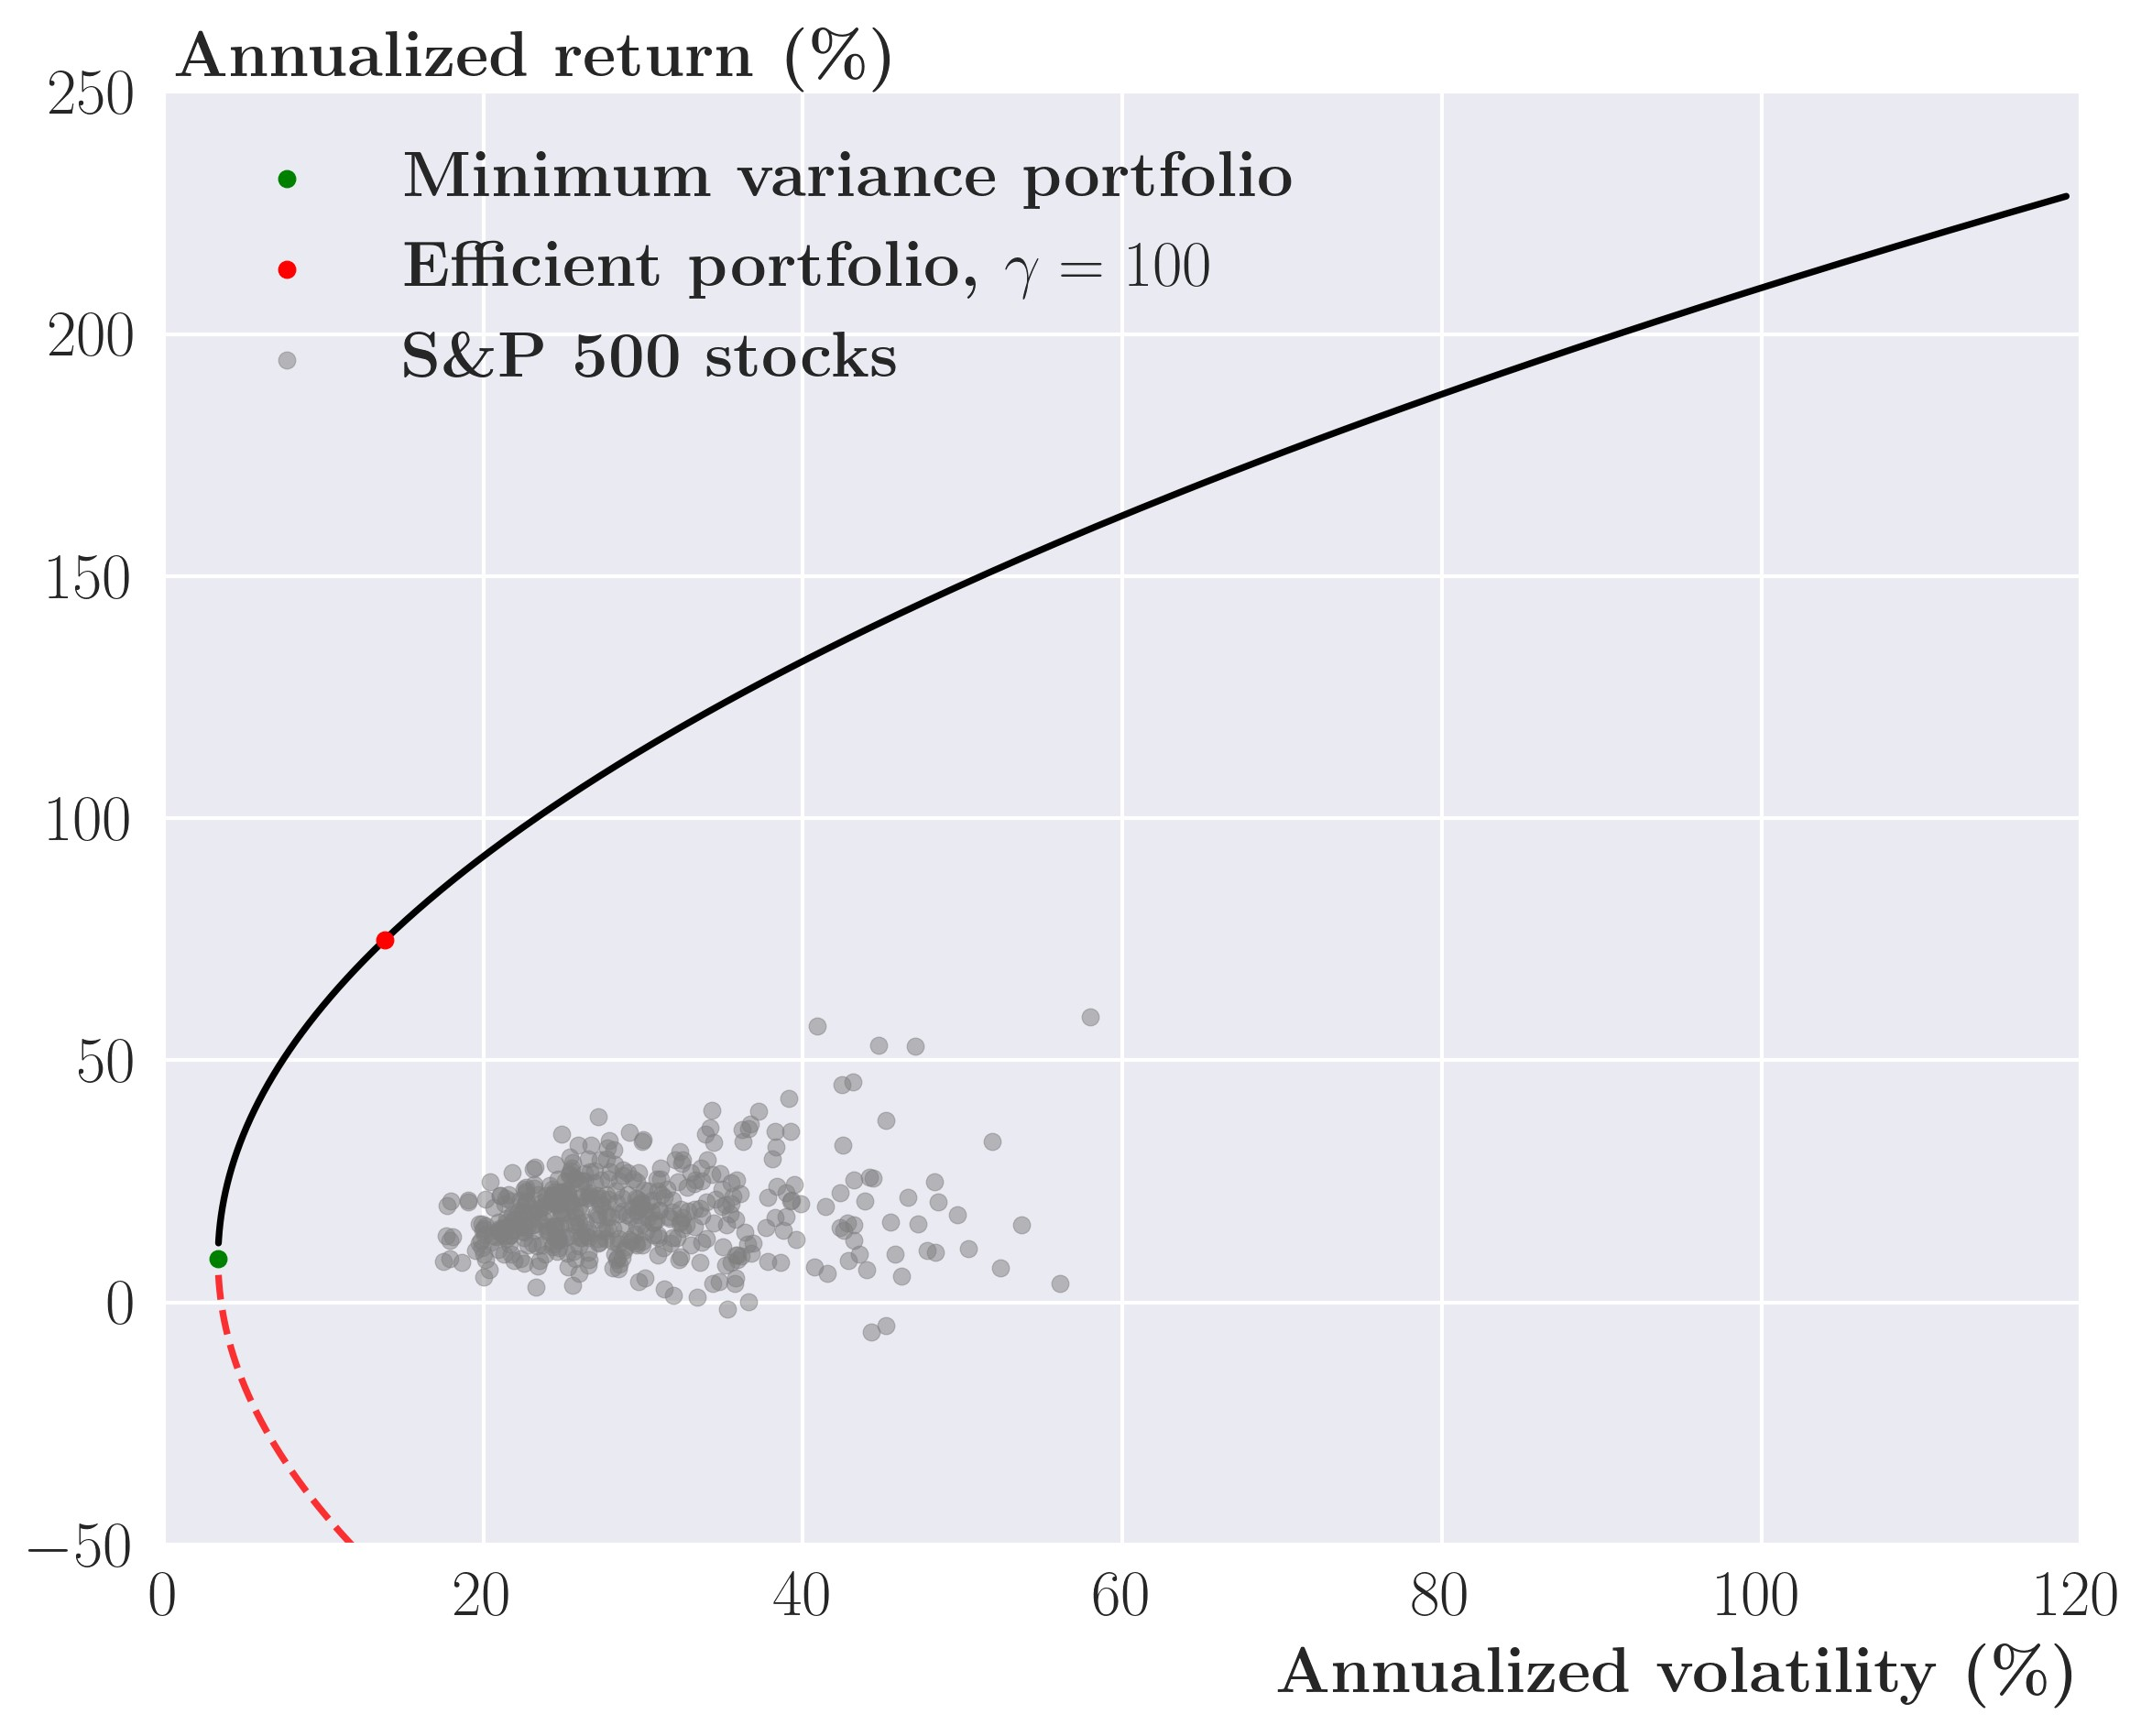 Annualized return (%)
250
Minimum variance portfolio
Efficient portfolio, γ = 100
200
S&P 500 stocks
150
100
50
0
−50
0 20 40 60 80 100 120
Annualized volatility (%)